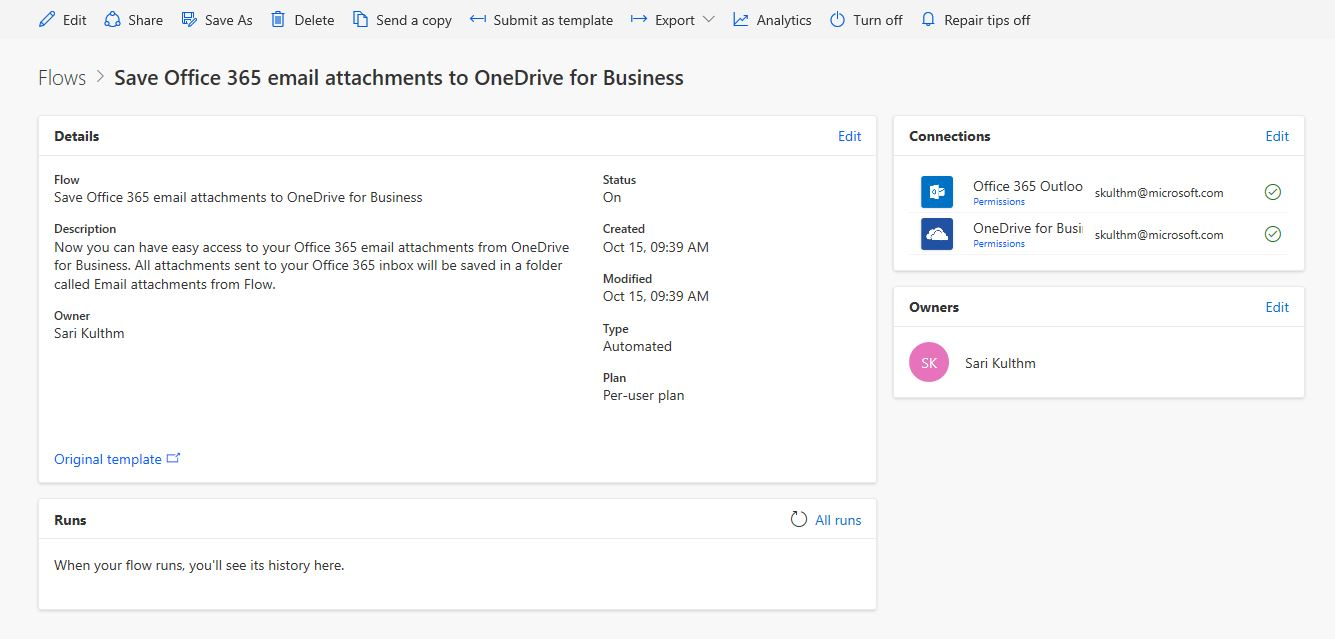 Edit Share Save As Delete Send a copy Submit as template Export Analytics Turn off Repair tips off
Flows > Save Office 365 email attachments to OneDrive for Business
Details Edit
Flow
Save Office 365 email attachments to OneDrive for Business
Description
Now you can have easy access to your Office 365 email attachments from OneDrive
for Business. All attachments sent to your Office 365 inbox will be saved in a folder
called Email attachments from Flow.
Owner
Sari Kulthm
Status
On
Created
Oct 15, 09:39 AM
Modified
Oct 15, 09:39 AM
Type
Automated
Plan
Per-user plan
Original template
Runs All runs
When your flow runs, you'll see its history here.
Connections Edit
Office 365 Outloo skulthm@microsoft.com
Permissions
OneDrive for Busi skulthm@microsoft.com
Permissions
Owners Edit
SK Sari Kulthm